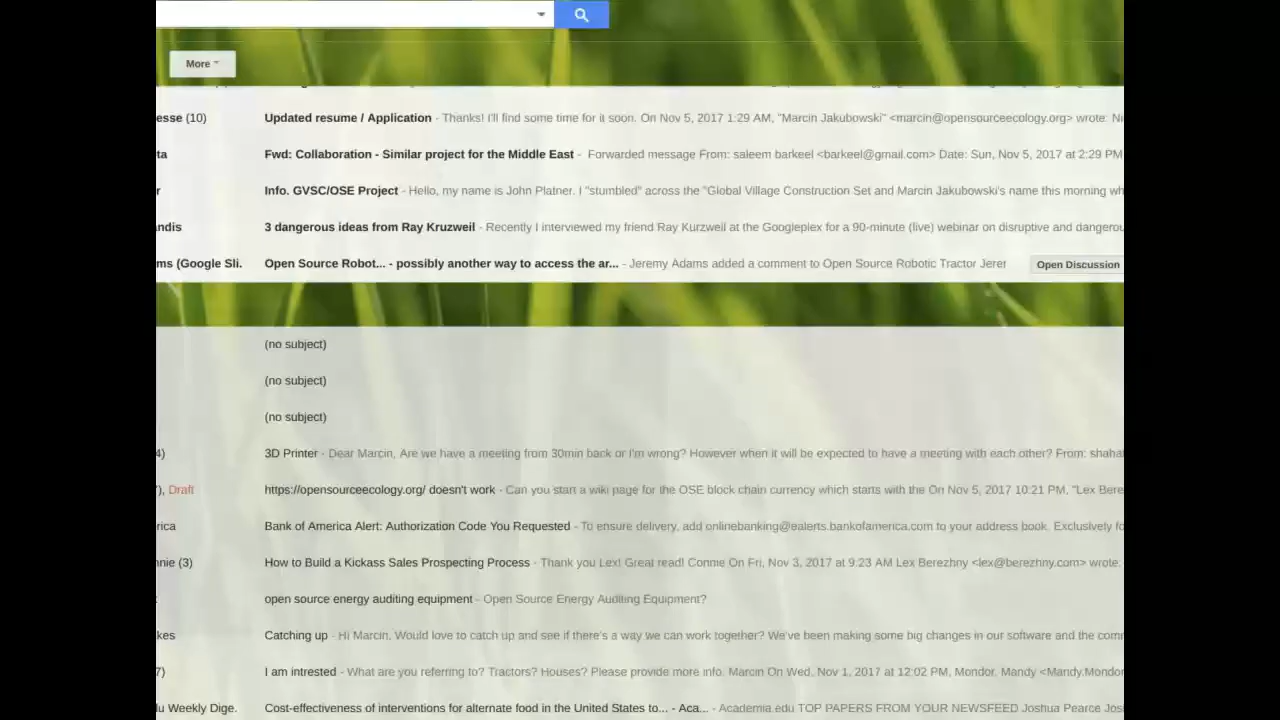 More
esse (10) Updated resume / Application - Thanks! I'll find some time for it soon. On Nov 5, 2017 1:29 AM, "Marcin Jakubowski" <marcin@opensourceecology.org> wrote: Ni
ta Fwd: Collaboration - Similar project for the Middle East - Forwarded message From: saleem barkeel <barkeel@gmail.com> Date: Sun, Nov 5, 2017 at 2:29 PM
r Info. GVSC/OSE Project - Hello, my name is John Platner. I "stumbled" across the "Global Village Construction Set and Marcin Jakubowski's name this morning wh
andis 3 dangerous ideas from Ray Kruzweil - Recently I interviewed my friend Ray Kurzweil at the Googleplex for a 90-minute (live) webinar on disruptive and dangerou
ms (Google Sli. Open Source Robot... - possibly another way to access the ar... - Jeremy Adams added a comment to Open Source Robotic Tractor Jerer Open Discussion
(no subject)
(no subject)
(no subject)
4) 3D Printer - Dear Marcin, Are we have a meeting from 30min back or I'm wrong? However when it will be expected to have a meeting with each other? From: shaha
'), Draft https://opensourceecology.org/ doesn't work - Can you start a wiki page for the OSE block chain currency which starts with the On Nov 5, 2017 10:21 PM, "Lex Bere
rica Bank of America Alert: Authorization Code You Requested - To ensure delivery, add onlinebanking@ealerts.bankofamerica.com to your address book. Exclusively fo
nnie (3) How to Build a Kickass Sales Prospecting Process - Thank you Lex! Great read! Connie On Fri, Nov 3, 2017 at 9:23 AM Lex Berezhny <lex@berezhny.com> wrote:
open source energy auditing equipment - Open Source Energy Auditing Equipment?
kes Catching up - Hi Marcin, Would love to catch up and see if there's a way we can work together? We've been making some big changes in our software and the com
7) I am intrested - What are you referring to? Tractors? Houses? Please provide more info. Marcin On Wed, Nov 1, 2017 at 12:02 PM, Mondor, Mandy <Mandy.Mondor
lu Weekly Dige. Cost-effectiveness of interventions for alternate food in the United States to... - Aca... - Academia.edu TOP PAPERS FROM YOUR NEWSFEED Joshua Pearce Jos